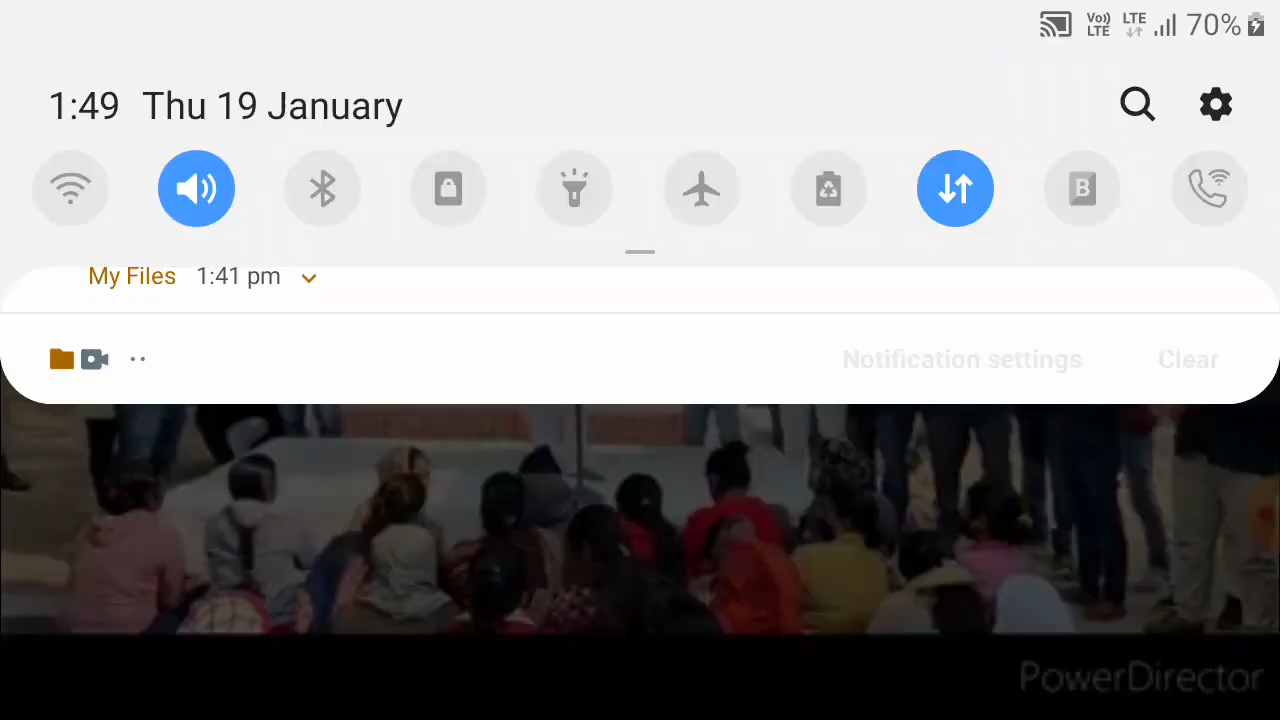 Vo)) LTE LTE 70%
1:49 Thu 19 January
B
My Files 1:41 pm
Notification settings Clear
PowerDirector